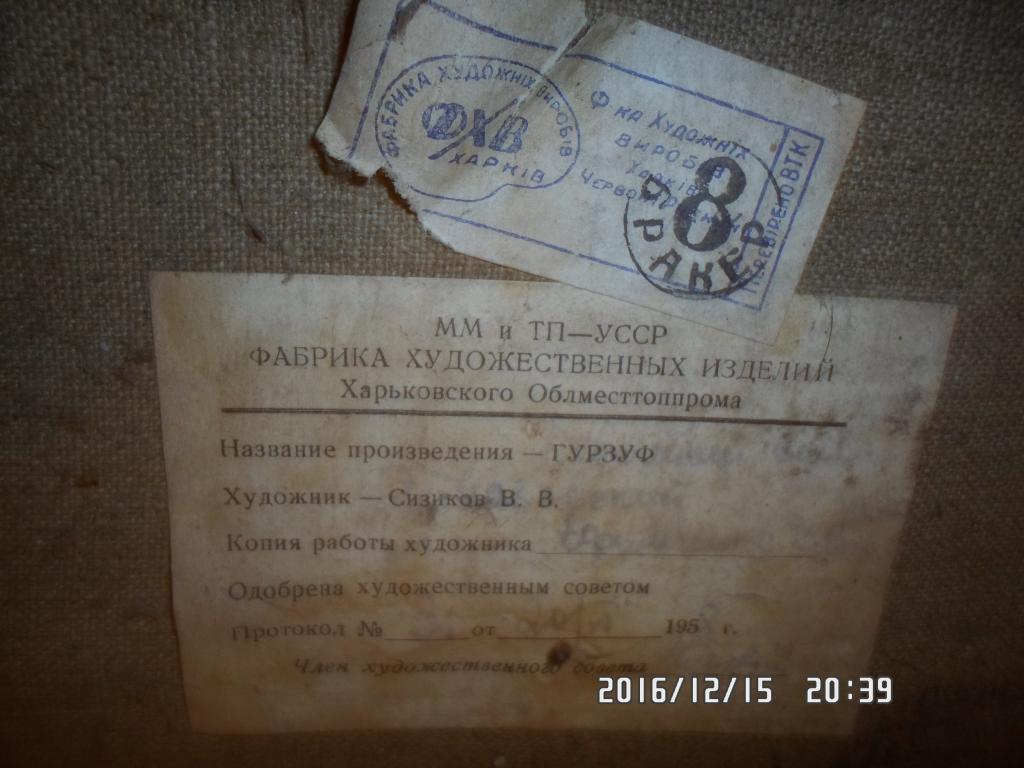 ФАБРИКА ХУДОЖНІХ ВИРОБІВ
ФХВ
ХАРКІВ
Ф-ка Художніх
виробів
Харків
ПЕРЕВІРЕНО ВТК
8
БРАКЕР
ММ и ТП—УССР
ФАБРИКА ХУДОЖЕСТВЕННЫХ ИЗДЕЛИЙ
Харьковского Облместтоппрома
Название произведения — ГУРЗУФ
Художник — Сизиков В. В.
Копия работы художника
Одобрена художественным советом
Протокол № от 195 г.
Член художественного совета
2016/12/15 20:39